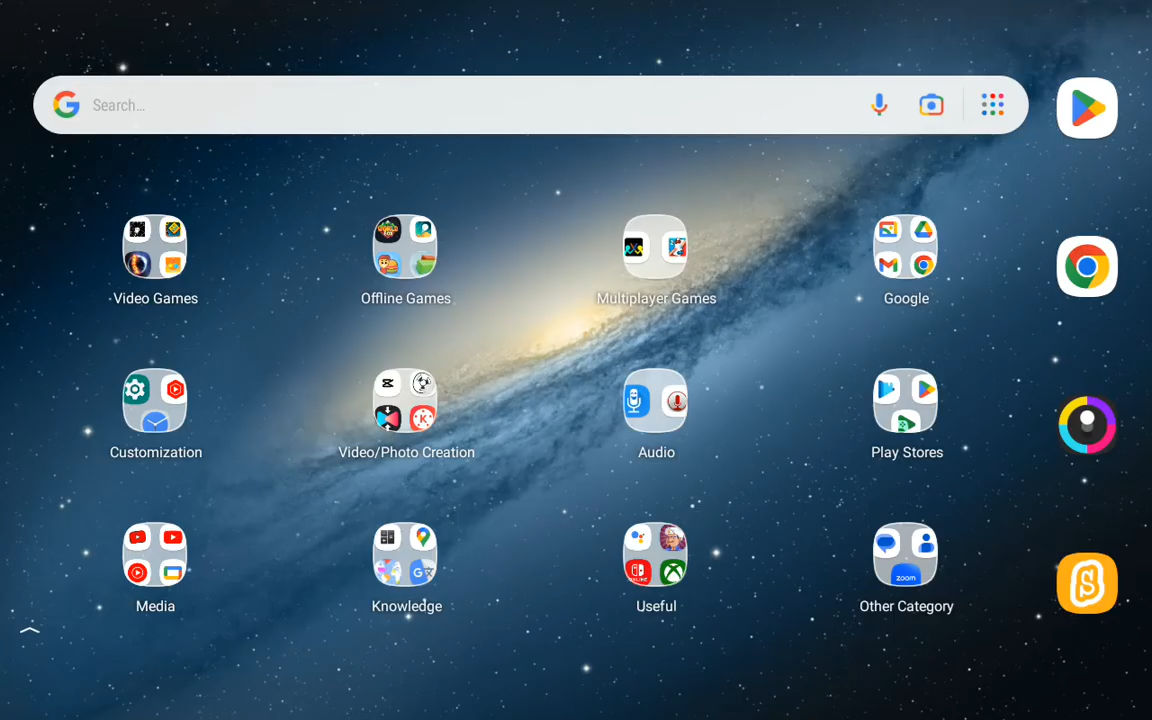 Search...
Video Games
Offline Games
Multiplayer Games
Google
Customization
Video/Photo Creation
Audio
Play Stores
zoom
Media
Knowledge
Useful
Other Category